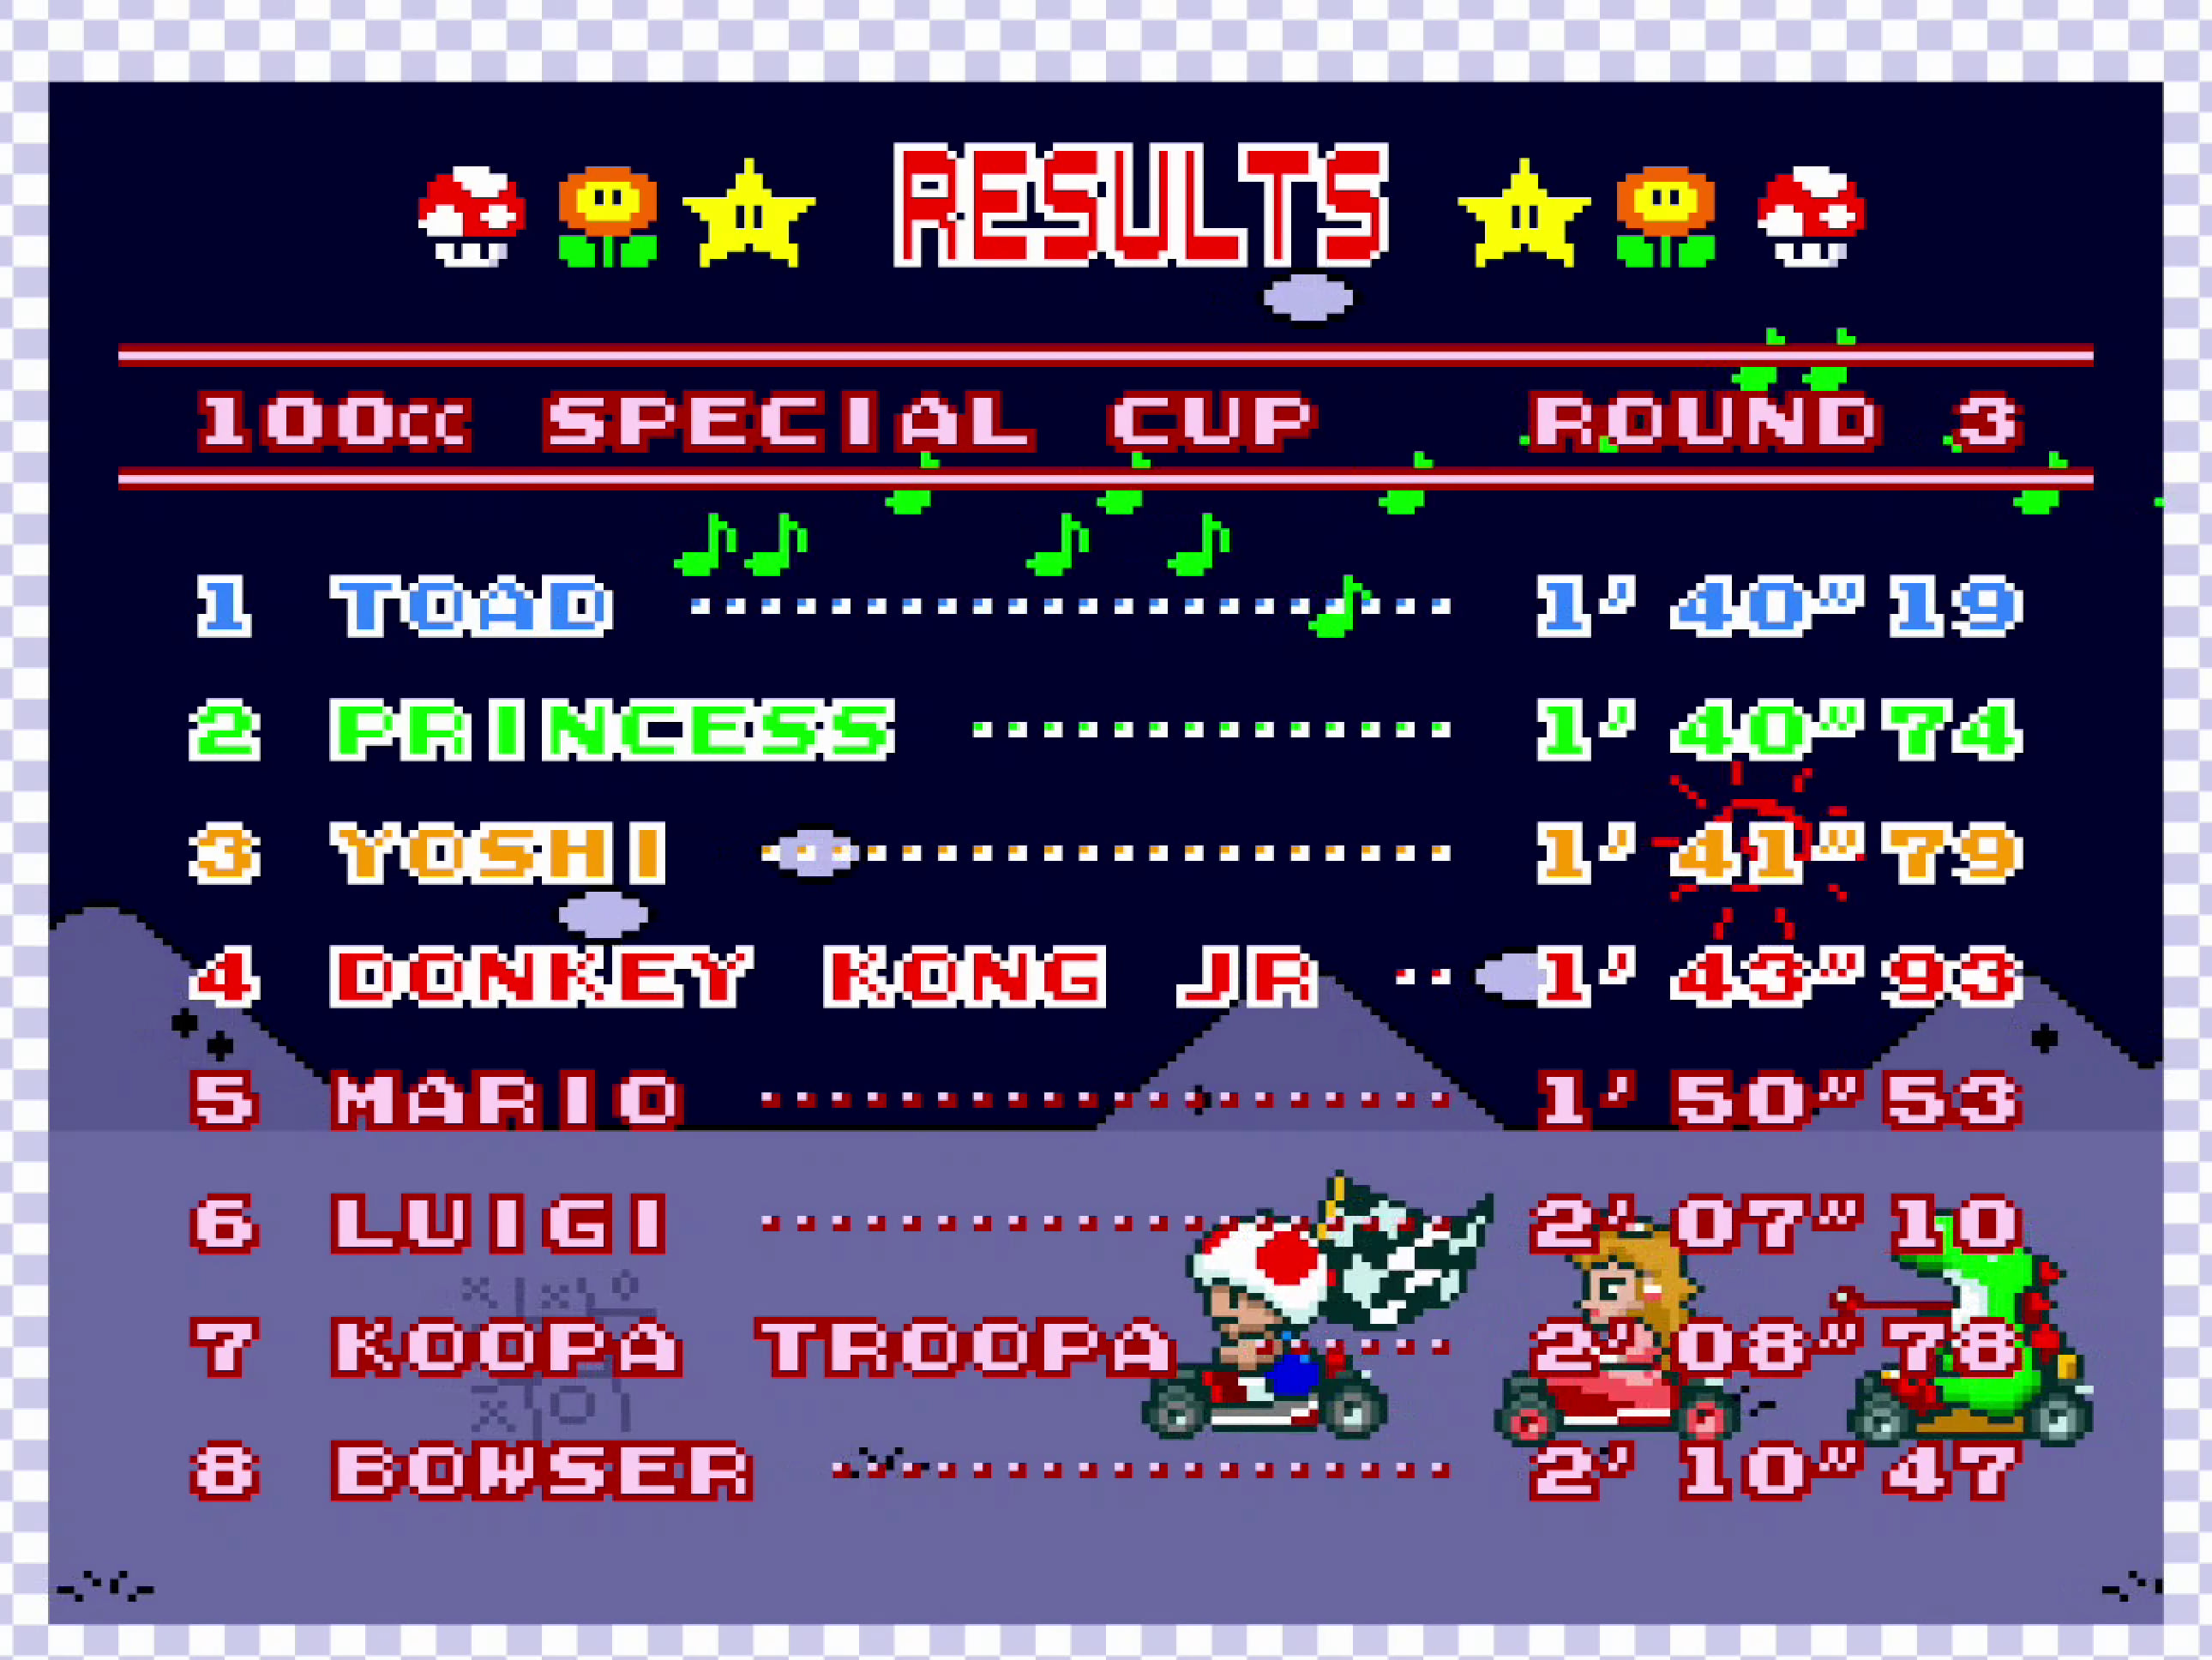 RESULTS
100cc SPECIAL CUP ROUND 3
1 TOAD ...................... 1' 40" 19
2 PRINCESS .............. 1' 40" 74
3 YOSHI .................... 1' 41" 79
4 DONKEY KONG JR .. 1' 43" 93
5 MARIO .................... 1' 50" 53
6 LUIGI .................... 2' 07" 10
7 KOOPA TROOPA ...... 2' 08" 78
8 BOWSER .................. 2' 10" 47